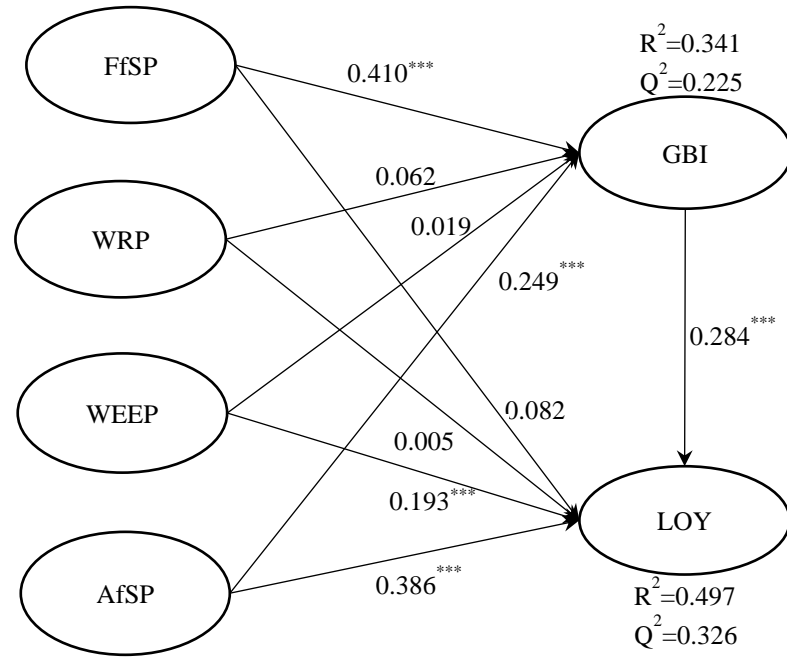 R²=0.341
Q²=0.225
FfSP
0.410***
GBI
0.062
0.019
WRP
0.249***
0.284***
WEEP
0.082
0.005
0.193***
LOY
AfSP
0.386***
R²=0.497
Q²=0.326